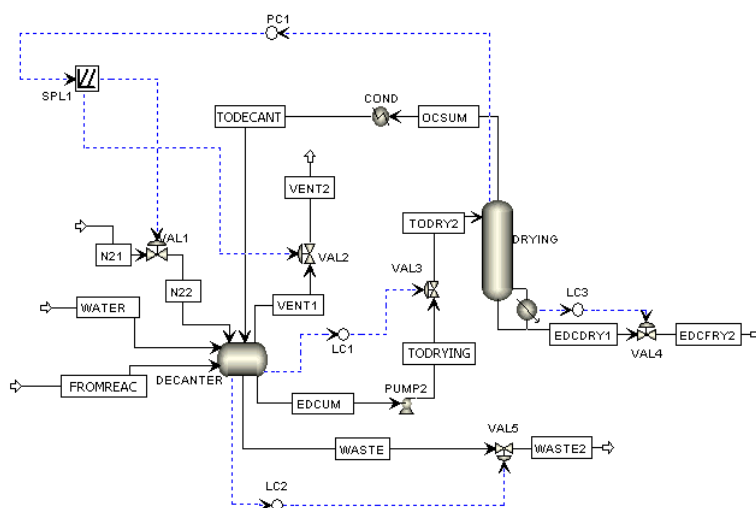 PC1
SPL1
COND
TODECANT
OCSUM
VENT2
TODRY2
DRYING
VAL1
N21
VAL2
VAL3
N22
LC3
WATER
VENT1
EDCDRY1
EDCFRY2
LC1
VAL4
TODRYING
FROMREAC
DECANTER
PUMP2
EDCUM
VAL5
WASTE
WASTE2
LC2